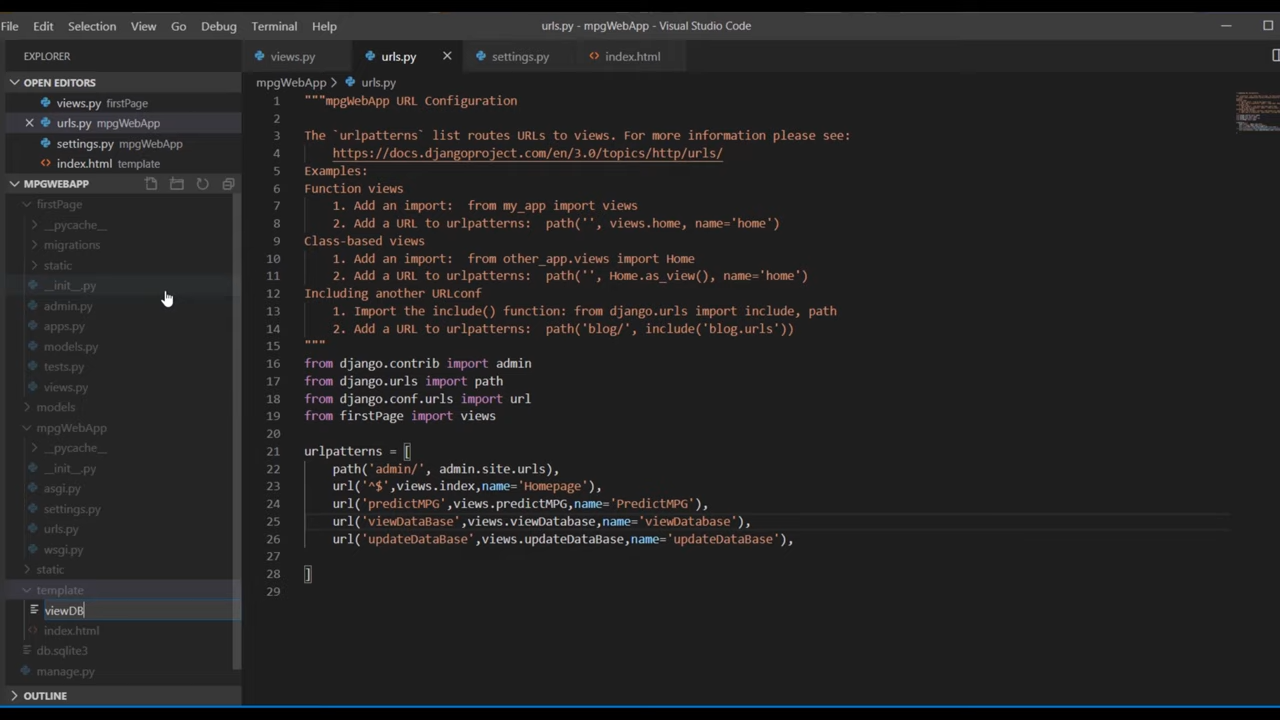 File Edit Selection View Go Debug Terminal Help urls.py - mpgWebApp - Visual Studio Code
EXPLORER
views.py urls.py settings.py index.html
OPEN EDITORS
views.py firstPage
urls.py mpgWebApp
settings.py mpgWebApp
index.html template
MPGWEBAPP
firstPage
__pycache__
migrations
static
__init__.py
admin.py
apps.py
models.py
tests.py
views.py
models
mpgWebApp
__pycache__
__init__.py
asgi.py
settings.py
urls.py
wsgi.py
static
template
viewDB
index.html
db.sqlite3
manage.py
OUTLINE
mpgWebApp > urls.py
1 """mpgWebApp URL Configuration
2
3 The `urlpatterns` list routes URLs to views. For more information please see:
4 https://docs.djangoproject.com/en/3.0/topics/http/urls/
5 Examples:
6 Function views
7 1. Add an import:  from my_app import views
8 2. Add a URL to urlpatterns:  path('', views.home, name='home')
9 Class-based views
10 1. Add an import:  from other_app.views import Home
11 2. Add a URL to urlpatterns:  path('', Home.as_view(), name='home')
12 Including another URLconf
13 1. Import the include() function: from django.urls import include, path
14 2. Add a URL to urlpatterns:  path('blog/', include('blog.urls'))
15 """
16 from django.contrib import admin
17 from django.urls import path
18 from django.conf.urls import url
19 from firstPage import views
20
21 urlpatterns = [
22 path('admin/', admin.site.urls),
23 url('^$',views.index,name='Homepage'),
24 url('predictMPG',views.predictMPG,name='PredictMPG'),
25 url('viewDataBase',views.viewDatabase,name='viewDatabase'),
26 url('updateDataBase',views.updateDataBase,name='updateDataBase'),
27
28 ]
29